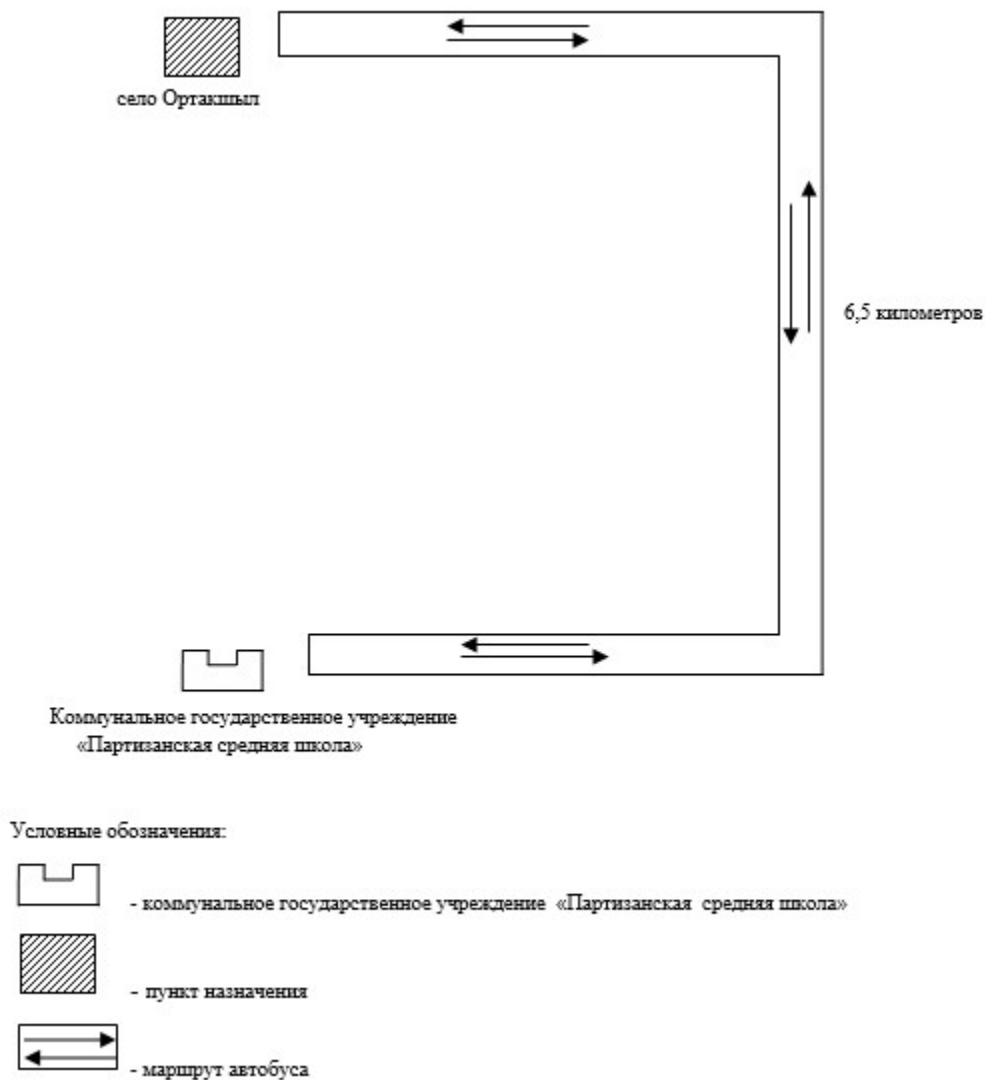 село Ортакшыл
6,5 километров
Коммунальное государственное учреждение
«Партизанская средняя школа»
Условные обозначения:
- коммунальное государственное учреждение «Партизанская средняя школа»
- пункт назначения
- маршрут автобуса